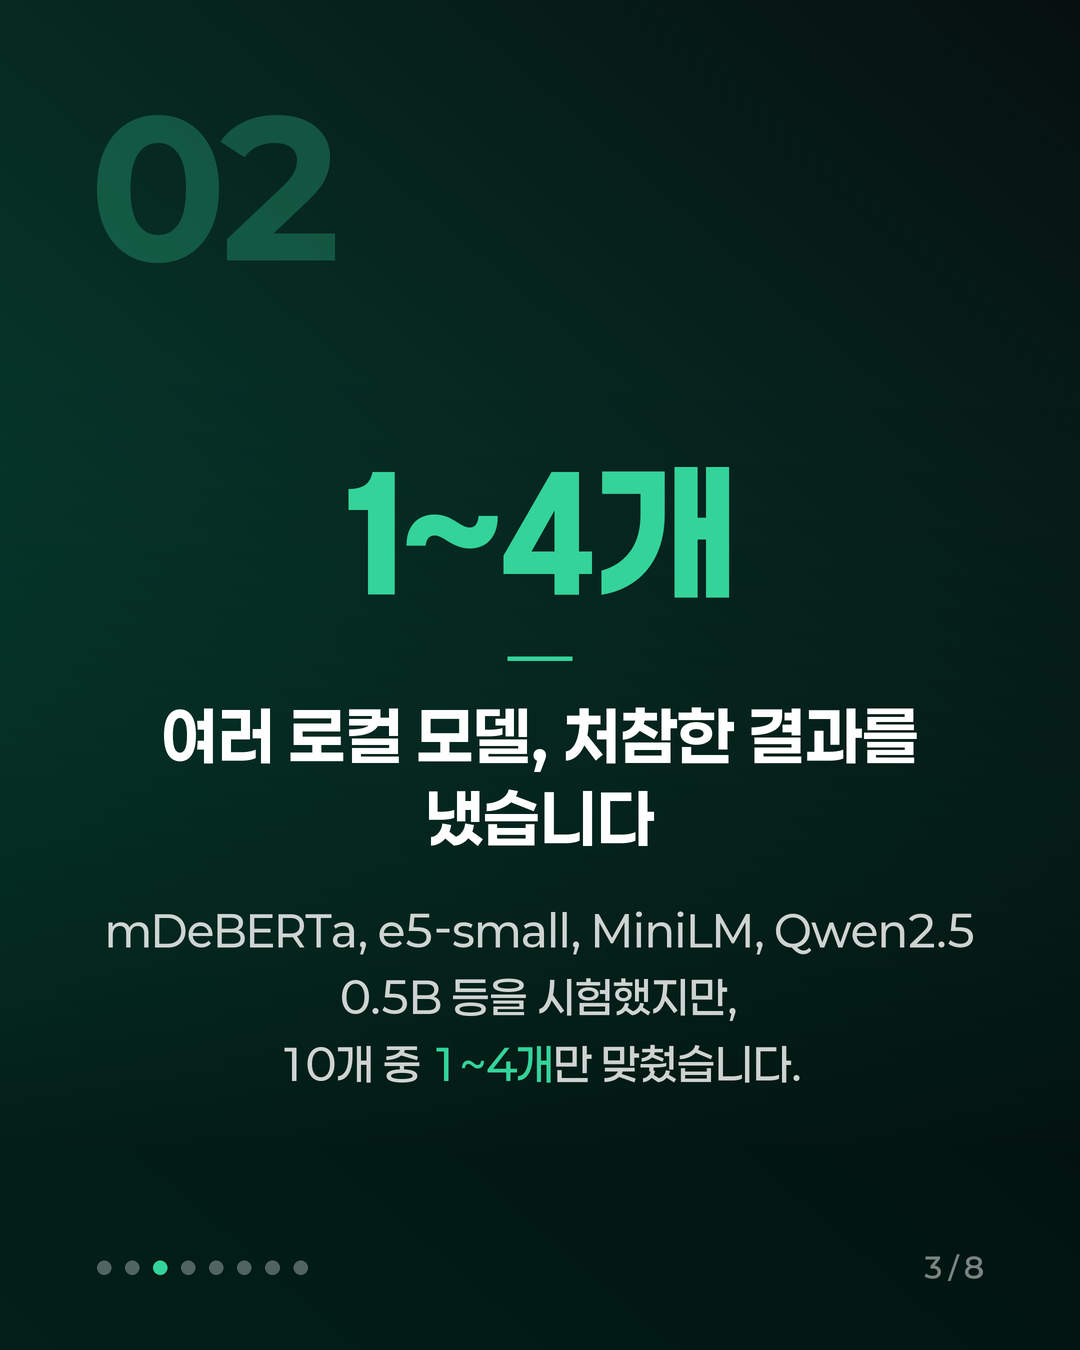 02
1~4개
여러 로컬 모델, 처참한 결과를
냈습니다
mDeBERTa, e5-small, MiniLM, Qwen2.5
0.5B 등을 시험했지만,
10개 중 1~4개만 맞췄습니다.
3/8